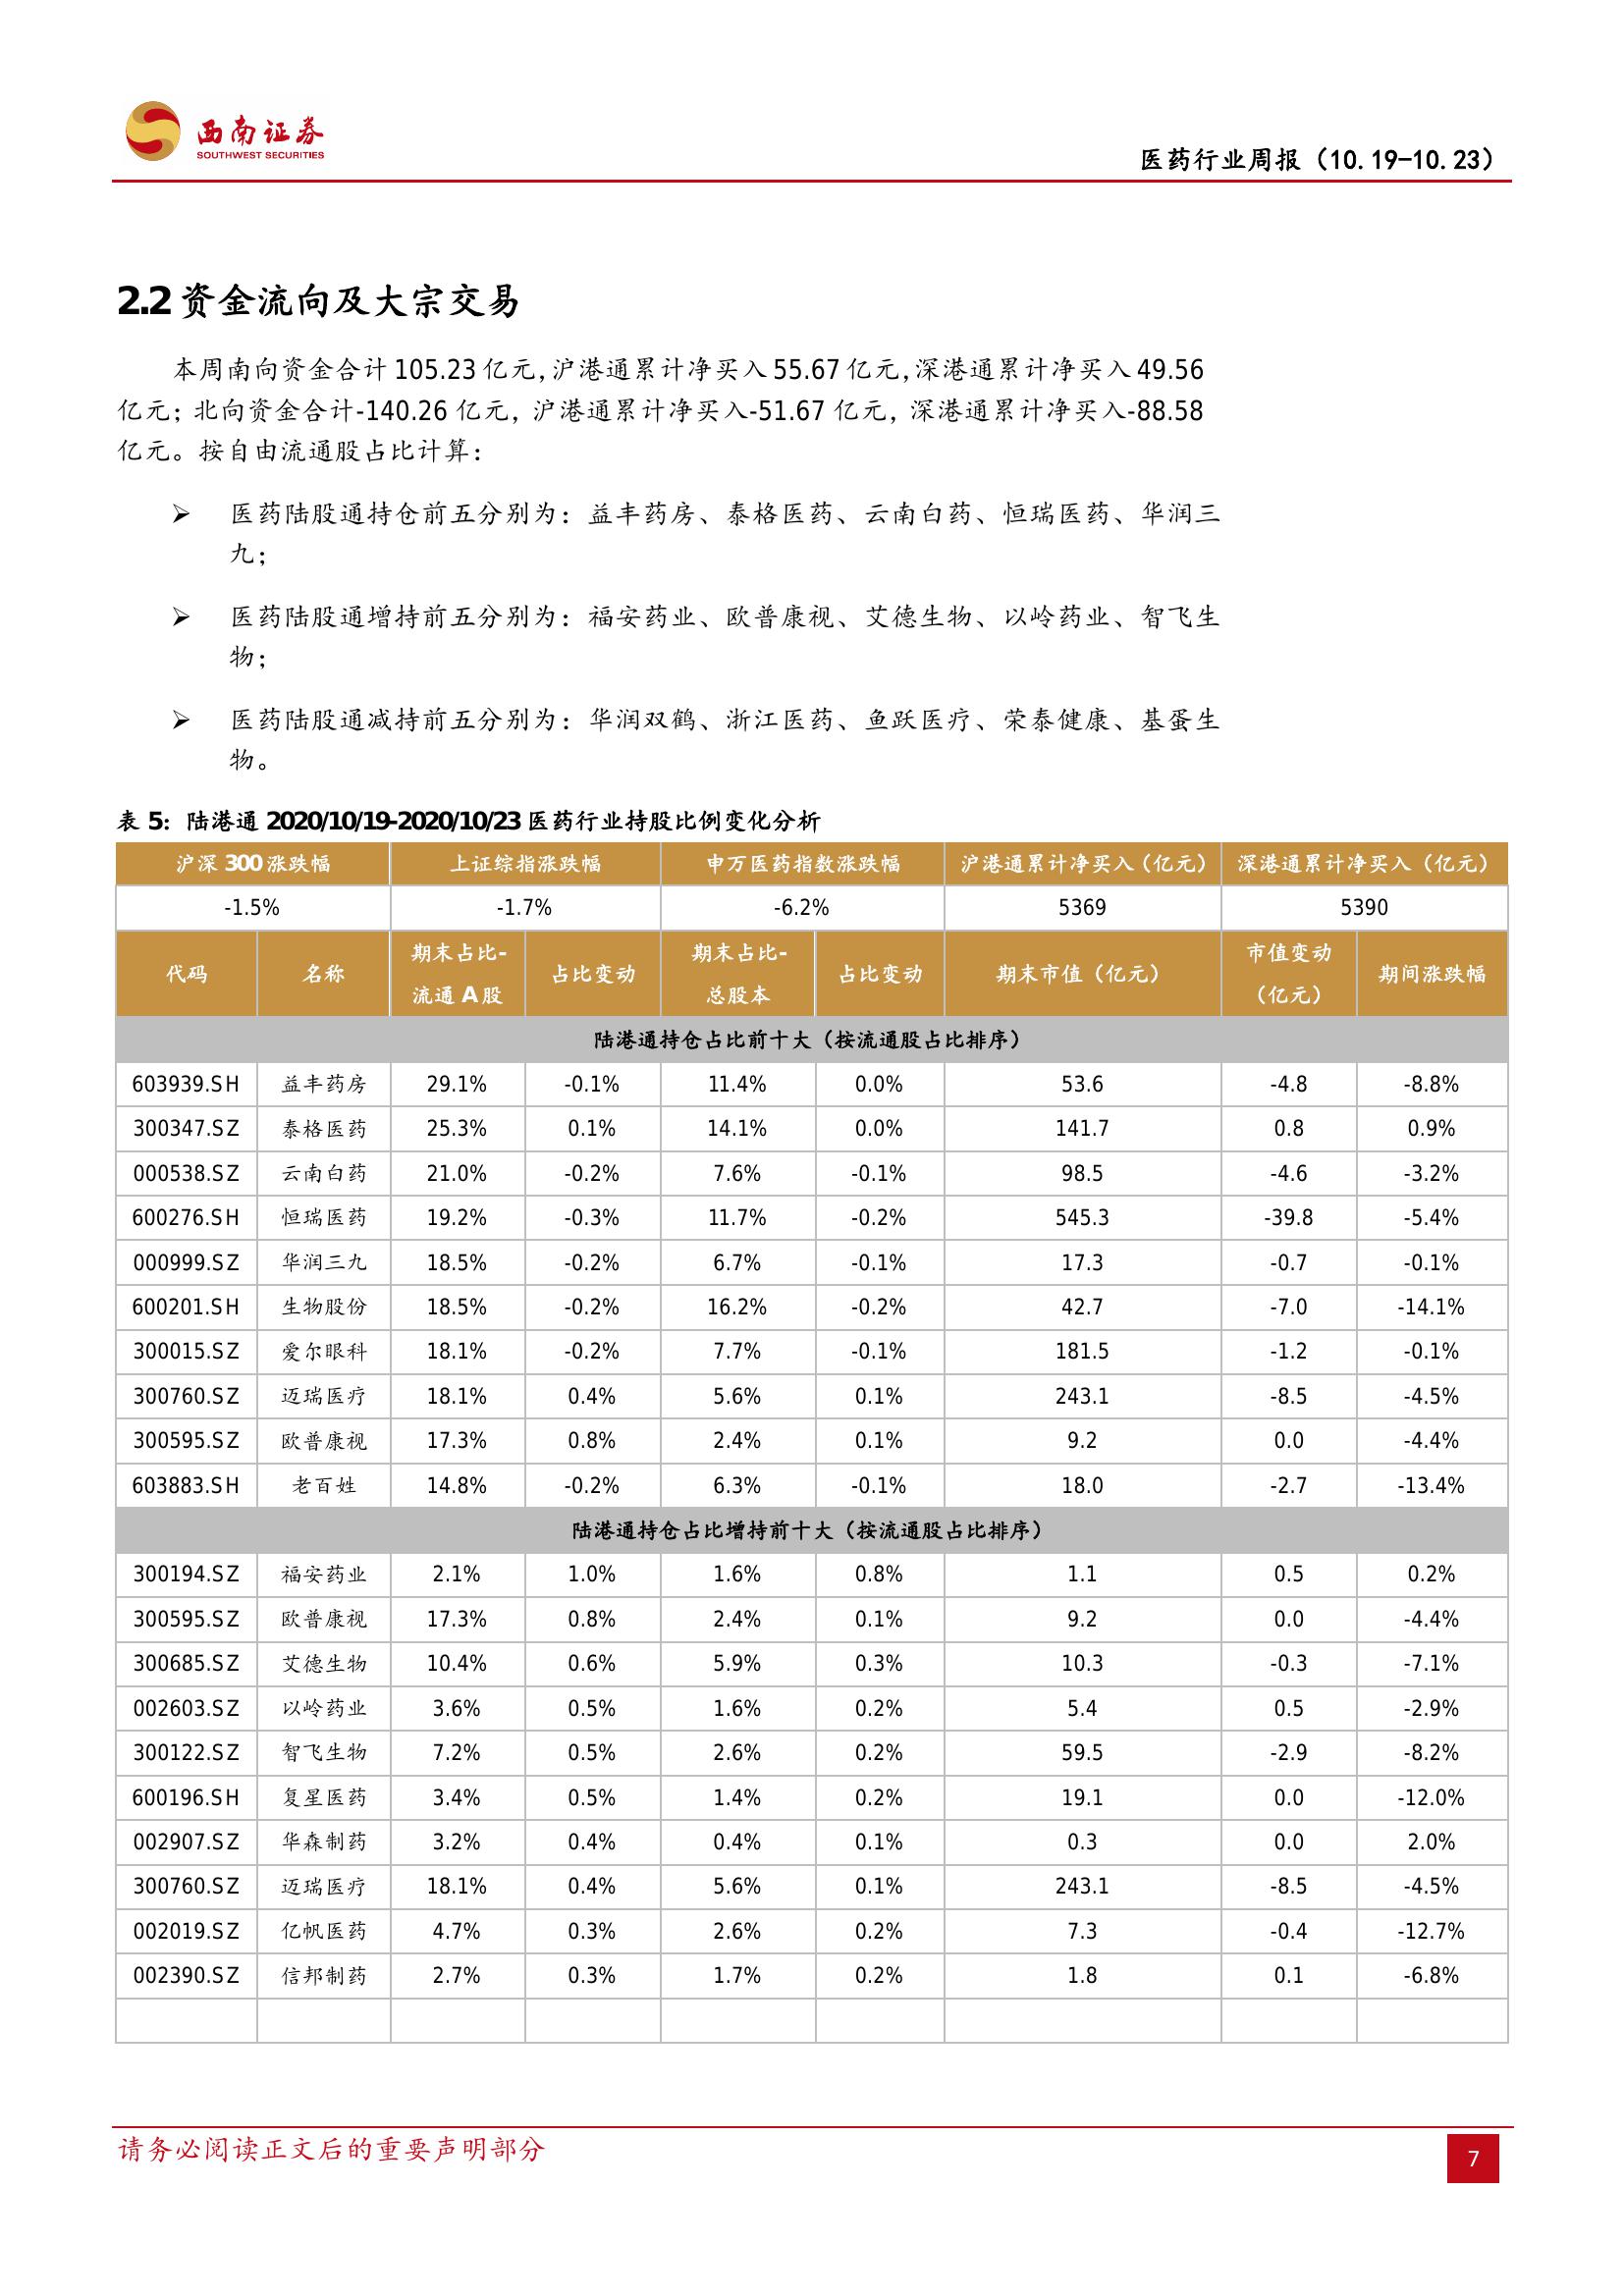 西南证券
SOUTHWEST SECURITIES
医药行业周报（10.19-10.23）
2.2 资金流向及大宗交易
本周南向资金合计 105.23 亿元，沪港通累计净买入 55.67 亿元，深港通累计净买入 49.56
亿元；北向资金合计-140.26 亿元，沪港通累计净买入-51.67 亿元，深港通累计净买入-88.58
亿元。按自由流通股占比计算：
➢ 医药陆股通持仓前五分别为：益丰药房、泰格医药、云南白药、恒瑞医药、华润三
九；
➢ 医药陆股通增持前五分别为：福安药业、欧普康视、艾德生物、以岭药业、智飞生
物；
➢ 医药陆股通减持前五分别为：华润双鹤、浙江医药、鱼跃医疗、荣泰健康、基蛋生
物。
表 5：陆港通 2020/10/19-2020/10/23 医药行业持股比例变化分析
沪深 300 涨跌幅 上证综指涨跌幅 申万医药指数涨跌幅 沪港通累计净买入（亿元） 深港通累计净买入（亿元）
-1.5% -1.7% -6.2% 5369 5390
代码 名称 期末占比-流通 A 股 占比变动 期末占比-总股本 占比变动 期末市值（亿元） 市值变动（亿元） 期间涨跌幅
陆港通持仓占比前十大（按流通股占比排序）
603939.SH 益丰药房 29.1% -0.1% 11.4% 0.0% 53.6 -4.8 -8.8%
300347.SZ 泰格医药 25.3% 0.1% 14.1% 0.0% 141.7 0.8 0.9%
000538.SZ 云南白药 21.0% -0.2% 7.6% -0.1% 98.5 -4.6 -3.2%
600276.SH 恒瑞医药 19.2% -0.3% 11.7% -0.2% 545.3 -39.8 -5.4%
000999.SZ 华润三九 18.5% -0.2% 6.7% -0.1% 17.3 -0.7 -0.1%
600201.SH 生物股份 18.5% -0.2% 16.2% -0.2% 42.7 -7.0 -14.1%
300015.SZ 爱尔眼科 18.1% -0.2% 7.7% -0.1% 181.5 -1.2 -0.1%
300760.SZ 迈瑞医疗 18.1% 0.4% 5.6% 0.1% 243.1 -8.5 -4.5%
300595.SZ 欧普康视 17.3% 0.8% 2.4% 0.1% 9.2 0.0 -4.4%
603883.SH 老百姓 14.8% -0.2% 6.3% -0.1% 18.0 -2.7 -13.4%
陆港通持仓占比增持前十大（按流通股占比排序）
300194.SZ 福安药业 2.1% 1.0% 1.6% 0.8% 1.1 0.5 0.2%
300595.SZ 欧普康视 17.3% 0.8% 2.4% 0.1% 9.2 0.0 -4.4%
300685.SZ 艾德生物 10.4% 0.6% 5.9% 0.3% 10.3 -0.3 -7.1%
002603.SZ 以岭药业 3.6% 0.5% 1.6% 0.2% 5.4 0.5 -2.9%
300122.SZ 智飞生物 7.2% 0.5% 2.6% 0.2% 59.5 -2.9 -8.2%
600196.SH 复星医药 3.4% 0.5% 1.4% 0.2% 19.1 0.0 -12.0%
002907.SZ 华森制药 3.2% 0.4% 0.4% 0.1% 0.3 0.0 2.0%
300760.SZ 迈瑞医疗 18.1% 0.4% 5.6% 0.1% 243.1 -8.5 -4.5%
002019.SZ 亿帆医药 4.7% 0.3% 2.6% 0.2% 7.3 -0.4 -12.7%
002390.SZ 信邦制药 2.7% 0.3% 1.7% 0.2% 1.8 0.1 -6.8%
请务必阅读正文后的重要声明部分
7